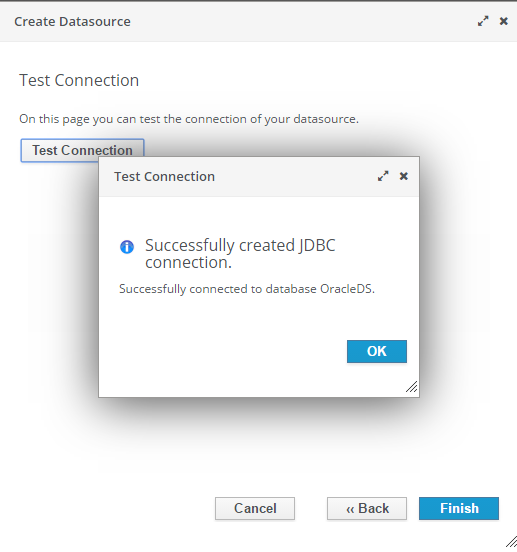 Create Datasource
Test Connection
On this page you can test the connection of your datasource.
Test Connection
Test Connection
Successfully created JDBC
connection.
Successfully connected to database OracleDS.
OK
Cancel
‹‹ Back
Finish